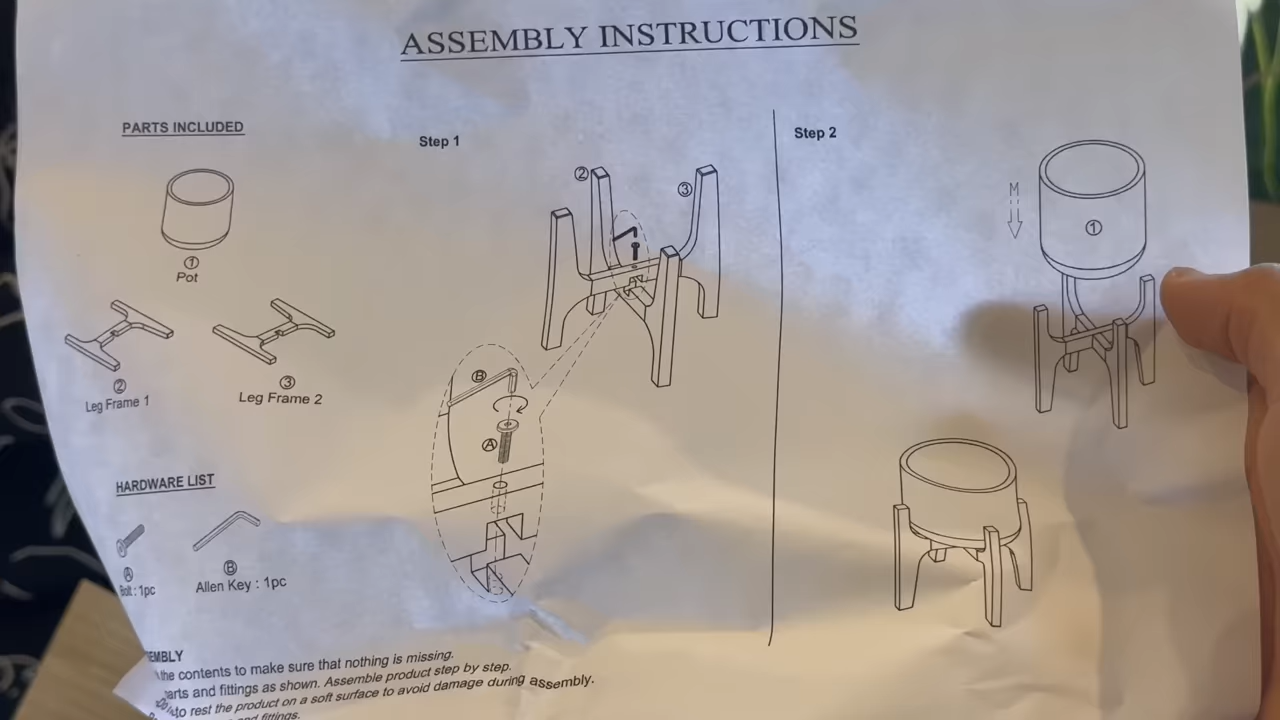 ASSEMBLY INSTRUCTIONS
PARTS INCLUDED
① 
Pot
②
Leg Frame 1
③
Leg Frame 2
HARDWARE LIST
Ⓐ
Bolt : 1pc
Ⓑ
Allen Key : 1pc
Step 1
②
③
Ⓑ
Ⓐ
Step 2
M
①
EMBLY
the contents to make sure that nothing is missing.
arts and fittings as shown. Assemble product step by step.
to rest the product on a soft surface to avoid damage during assembly.
and fittings.